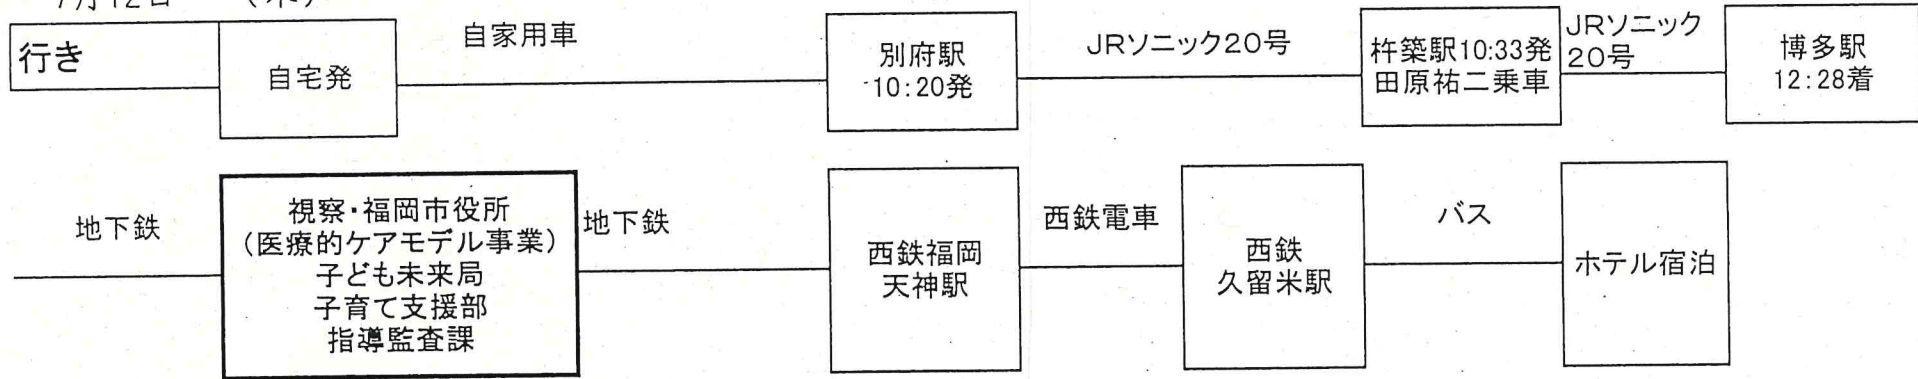 7月12日 (木)
行き
自宅発
自家用車
別府駅
10:20発
JRソニック20号
杵築駅10:33発
田原祐二乗車
JRソニック
20号
博多駅
12:28着
地下鉄
視察・福岡市役所
(医療的ケアモデル事業)
子ども未来局
子育て支援部
指導監査課
地下鉄
西鉄福岡
天神駅
西鉄電車
西鉄
久留米駅
バス
ホテル宿泊